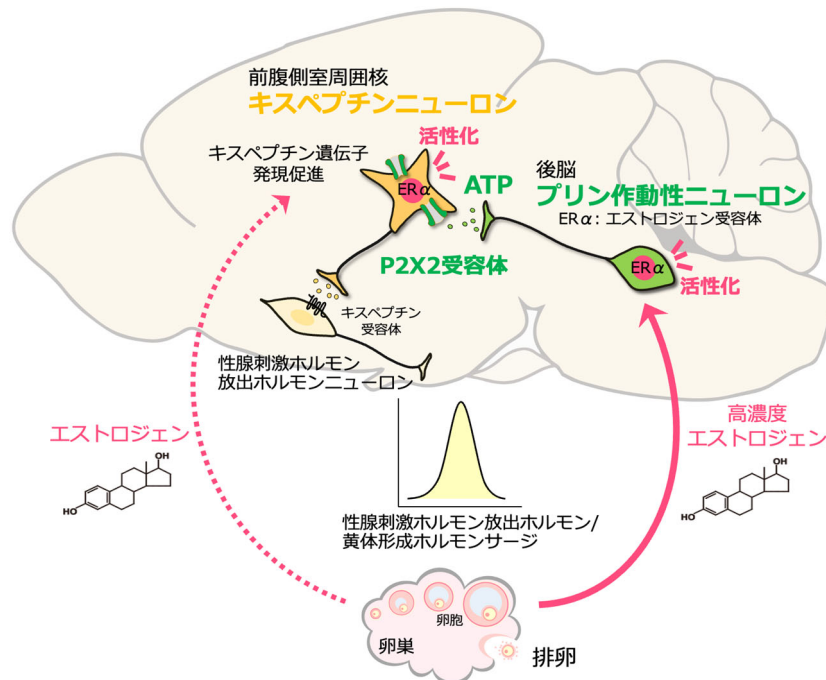 前腹側室周囲核
キスペプチンニューロン
活性化
キスペプチン遺伝子
発現促進
ERα
ATP
後脳
プリン作動性ニューロン
ERα: エストロジェン受容体
P2X2受容体
ERα
活性化
キスペプチン
受容体
性腺刺激ホルモン
放出ホルモンニューロン
エストロジェン
OH
HO
高濃度
エストロジェン
OH
HO
性腺刺激ホルモン放出ホルモン/
黄体形成ホルモンサージ
卵胞
卵巣
排卵